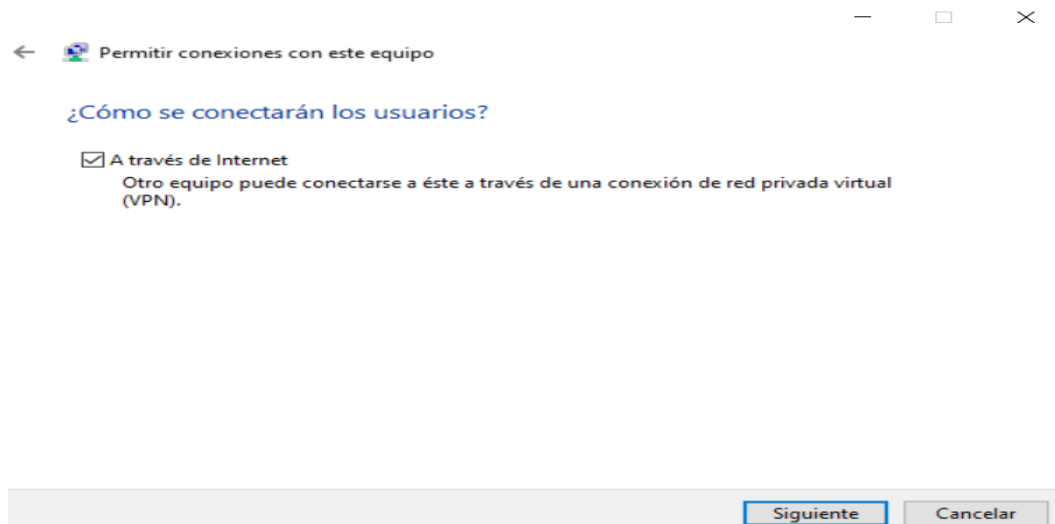 Permitir conexiones con este equipo
¿Cómo se conectarán los usuarios?
A través de Internet
Otro equipo puede conectarse a éste a través de una conexión de red privada virtual
(VPN).
Siguiente
Cancelar